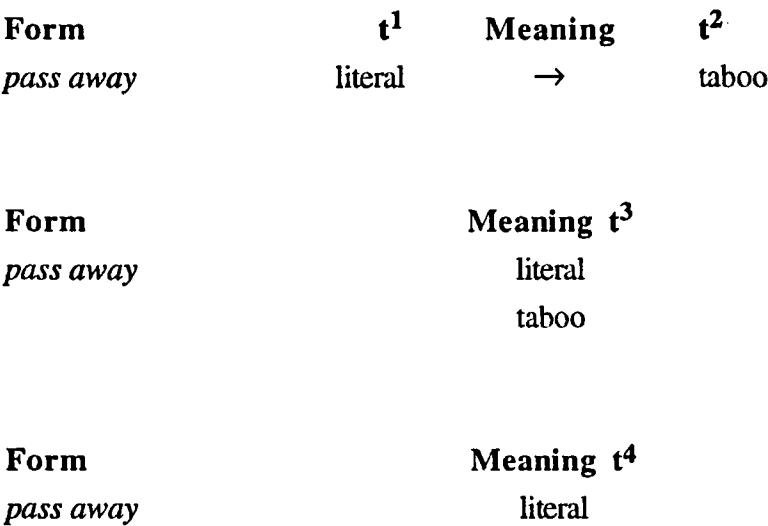 Form t¹ Meaning t²
pass away literal → taboo
Form Meaning t³
pass away literal
taboo
Form Meaning t⁴
pass away literal